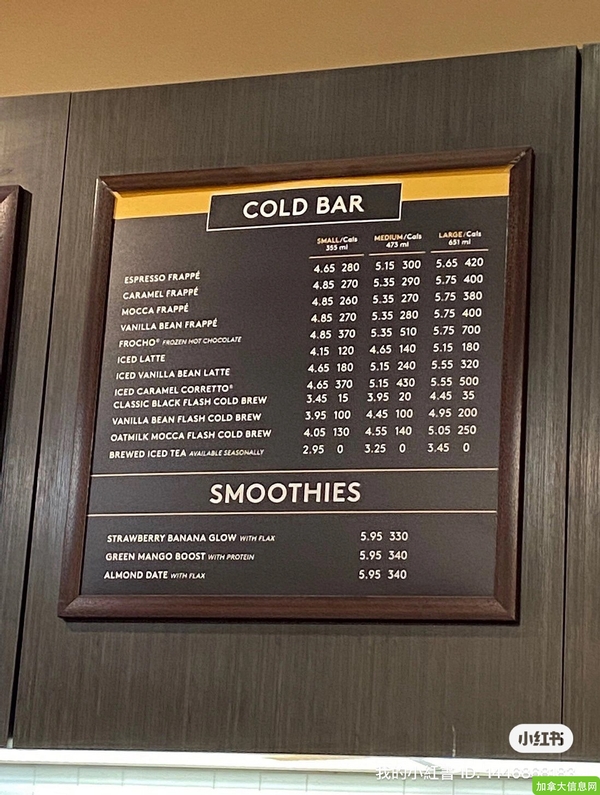 COLD BAR
SMALL/Cals MEDIUM/Cals LARGE/Cals
355 ml 473 ml 651 ml
ESPRESSO FRAPPÉ 4.65 280 5.15 300 5.65 420
CARAMEL FRAPPÉ 4.85 270 5.35 290 5.75 400
MOCCA FRAPPÉ 4.85 260 5.35 270 5.75 380
VANILLA BEAN FRAPPÉ 4.85 270 5.35 280 5.75 400
FROCHO® FROZEN HOT CHOCOLATE 4.85 370 5.35 510 5.75 700
ICED LATTE 4.15 120 4.65 140 5.15 180
ICED VANILLA BEAN LATTE 4.65 180 5.15 240 5.55 320
ICED CARAMEL CORRETTO® 4.65 370 5.15 430 5.55 500
CLASSIC BLACK FLASH COLD BREW 3.45 15 3.95 20 4.45 35
VANILLA BEAN FLASH COLD BREW 3.95 100 4.45 100 4.95 200
OATMILK MOCCA FLASH COLD BREW 4.05 130 4.55 140 5.05 250
BREWED ICED TEA AVAILABLE SEASONALLY 2.95 0 3.25 0 3.45 0
SMOOTHIES
STRAWBERRY BANANA GLOW WITH FLAX 5.95 330
GREEN MANGO BOOST WITH PROTEIN 5.95 340
ALMOND DATE WITH FLAX 5.95 340
小红书
我的小紅書 ID:
加拿大信息网